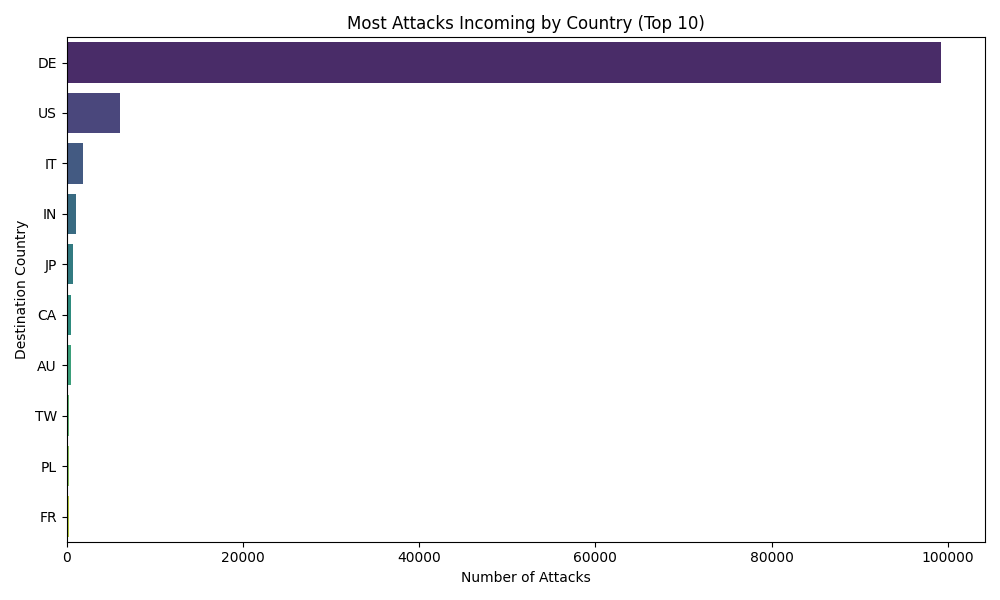 Most Attacks Incoming by Country (Top 10)
DE
US
IT
IN
JP
CA
AU
TW
PL
FR
Destination Country
0 20000 40000 60000 80000 100000
Number of Attacks